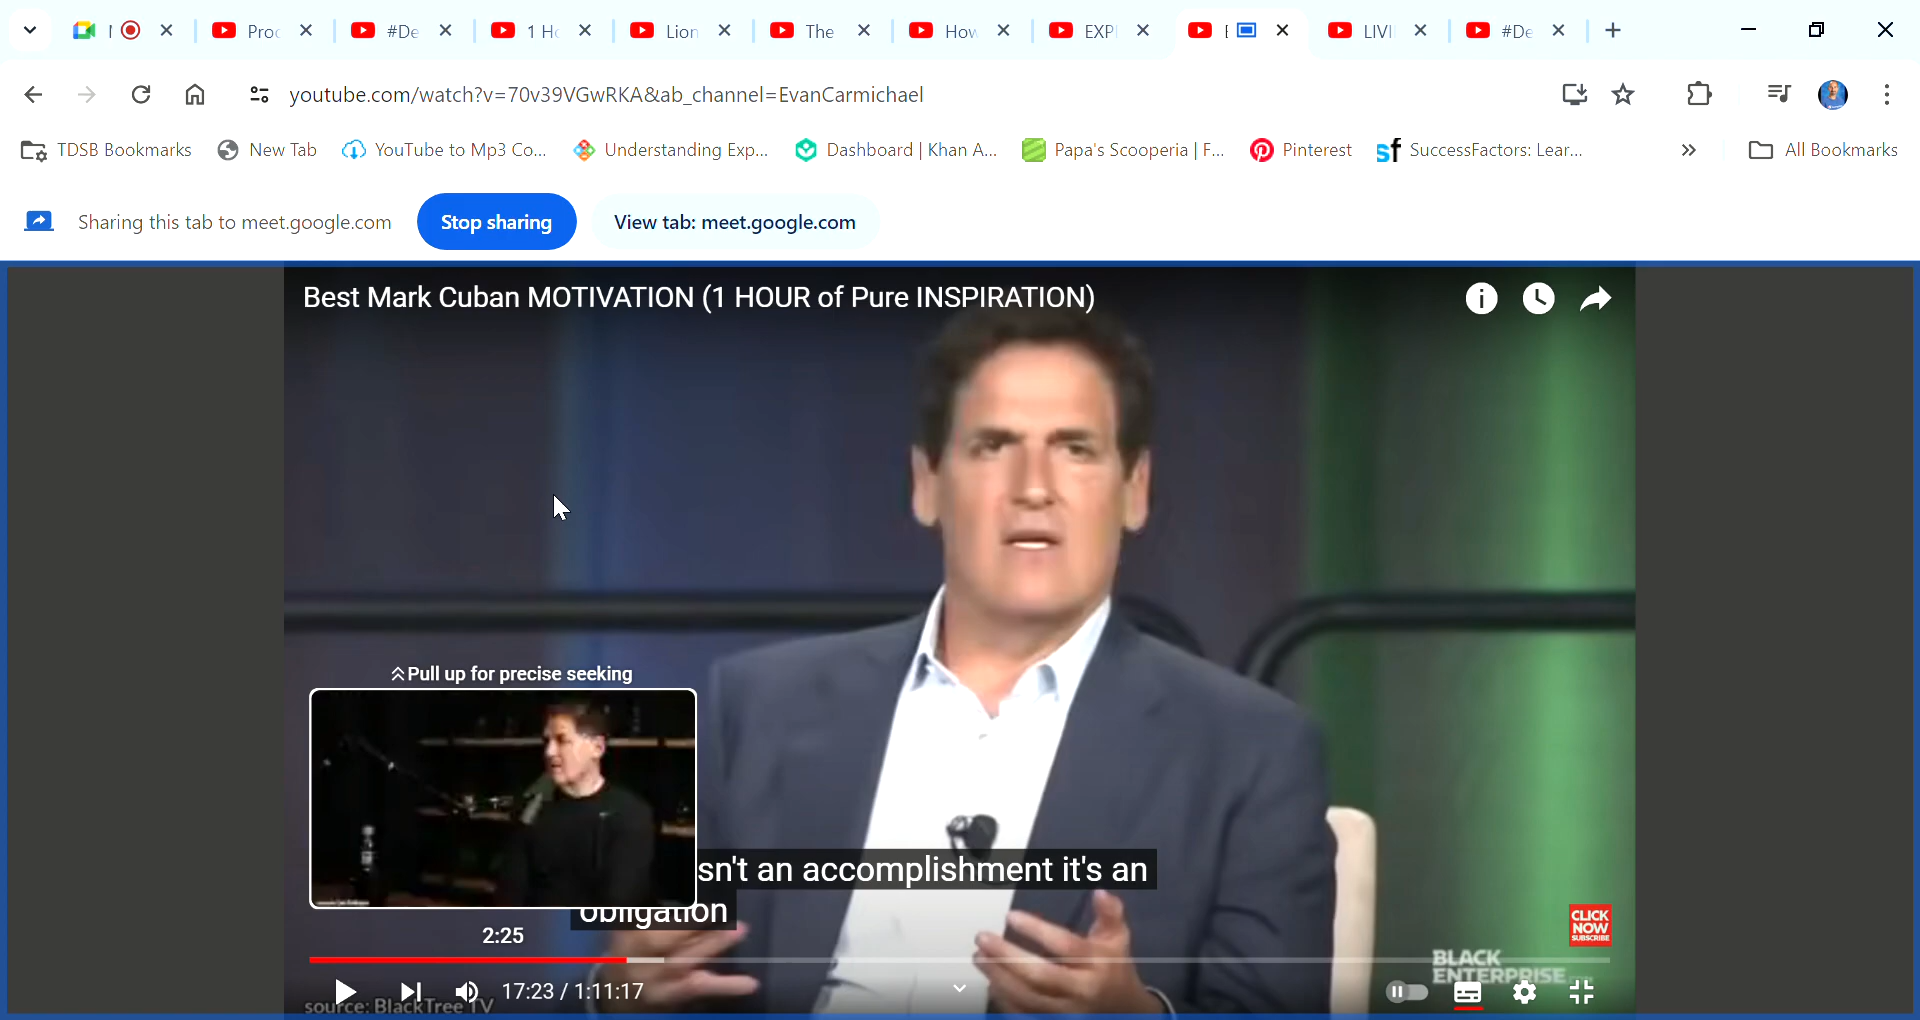 Proc
#De
1 Ho
Lion
The
How
EXP
LIVI
#De
youtube.com/watch?v=70v39VGwRKA&ab_channel=EvanCarmichael
TDSB Bookmarks
New Tab
YouTube to Mp3 Co...
Understanding Exp...
Dashboard | Khan A...
Papa's Scooperia | F...
Pinterest
sf SuccessFactors: Lear...
All Bookmarks
Sharing this tab to meet.google.com
Stop sharing
View tab: meet.google.com
Best Mark Cuban MOTIVATION (1 HOUR of Pure INSPIRATION)
Pull up for precise seeking
sn't an accomplishment it's an
obligation
2:25
CLICK
NOW
SUBSCRIBE
BLACK
ENTERPRISE
17:23 / 1:11:17
source: BlackTree TV